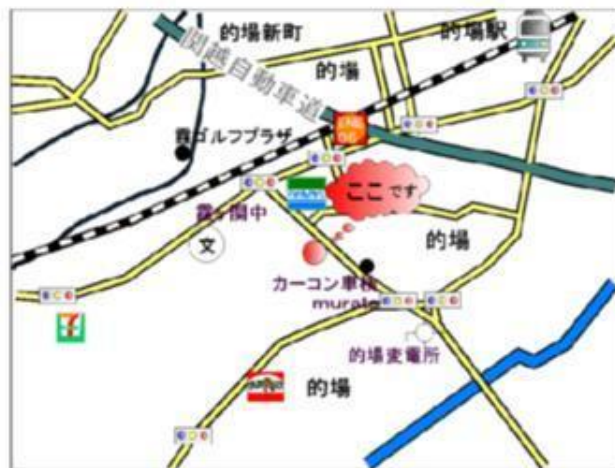 的場新町
的場駅
関越自動車道
的場
霞ゴルフプラザ
ここです
霞ヶ関中
文
的場
カーコン車検
murata
7
的場変電所
的場